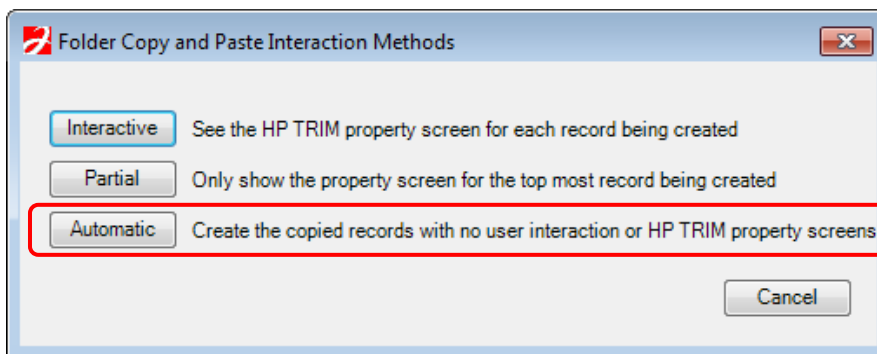 Folder Copy and Paste Interaction Methods
Interactive See the HP TRIM property screen for each record being created
Partial Only show the property screen for the top most record being created
Automatic Create the copied records with no user interaction or HP TRIM property screens
Cancel